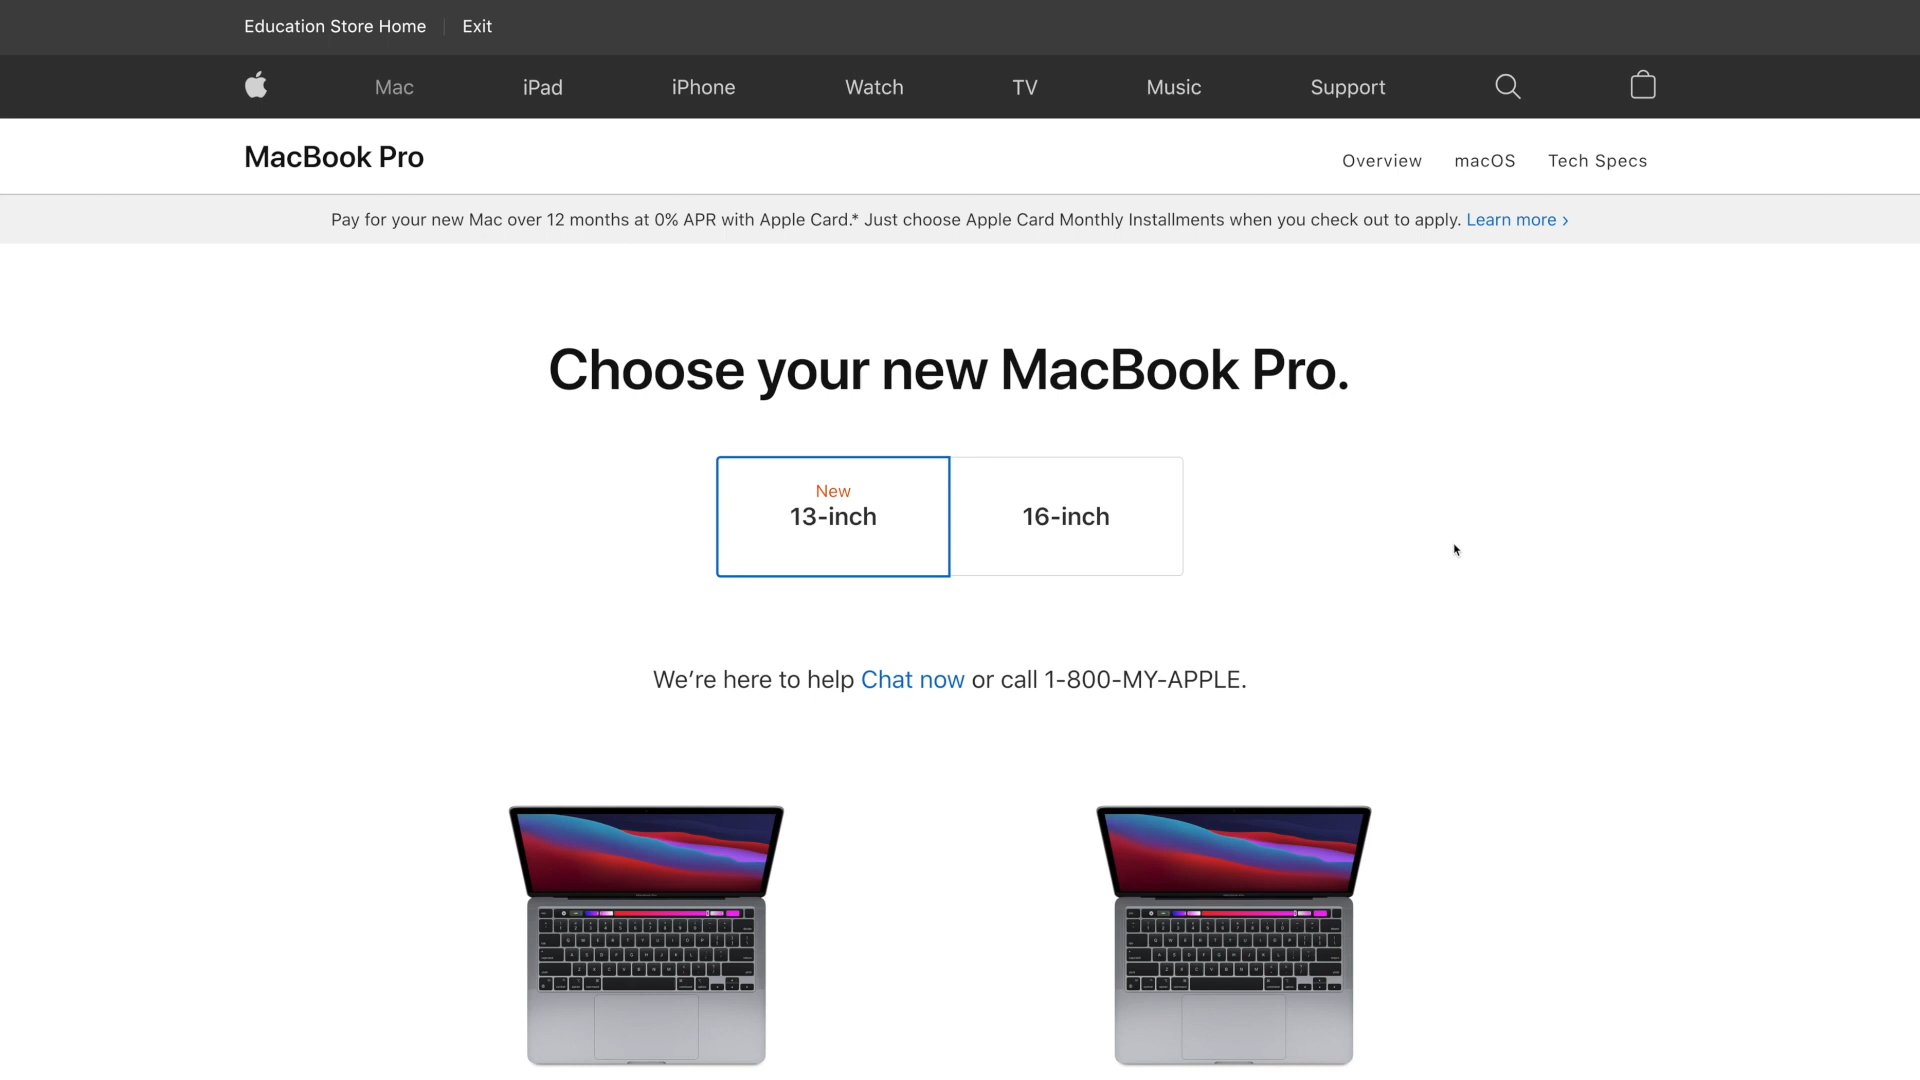 Education Store Home Exit
Mac iPad iPhone Watch TV Music Support
MacBook Pro
Overview macOS Tech Specs
Pay for your new Mac over 12 months at 0% APR with Apple Card.* Just choose Apple Card Monthly Installments when you check out to apply. Learn more ›
Choose your new MacBook Pro.
New
13-inch
16-inch
We’re here to help Chat now or call 1-800-MY-APPLE.